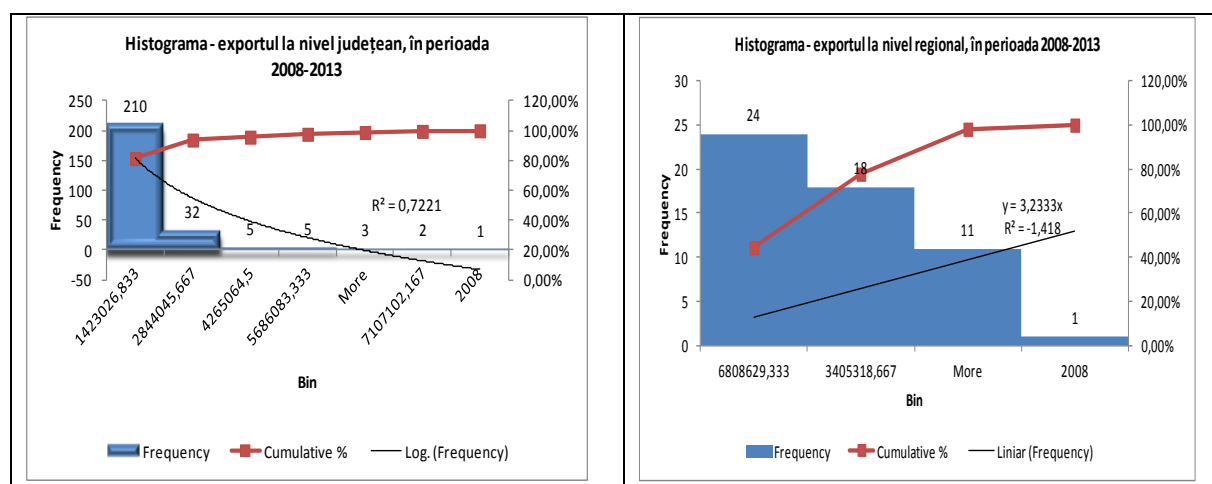 Histograma - exportul la nivel județean, în perioada
2008-2013
250
200
150
100
50
0
-50
Frequency
210
32
5
5
3
2
1
R² = 0,7221
120,00%
100,00%
80,00%
60,00%
40,00%
20,00%
0,00%
1423026,833
2844045,667
4265064,5
5686083,333
More
7107102,167
2008
Bin
Frequency
Cumulative %
Log. (Frequency)
Histograma - exportul la nivel regional, în perioada 2008-2013
30
25
20
15
10
5
0
Frequency
24
18
11
1
y = 3,2333x
R² = -1,418
120,00%
100,00%
80,00%
60,00%
40,00%
20,00%
0,00%
6808629,333
3405318,667
More
2008
Bin
Frequency
Cumulative %
Liniar (Frequency)